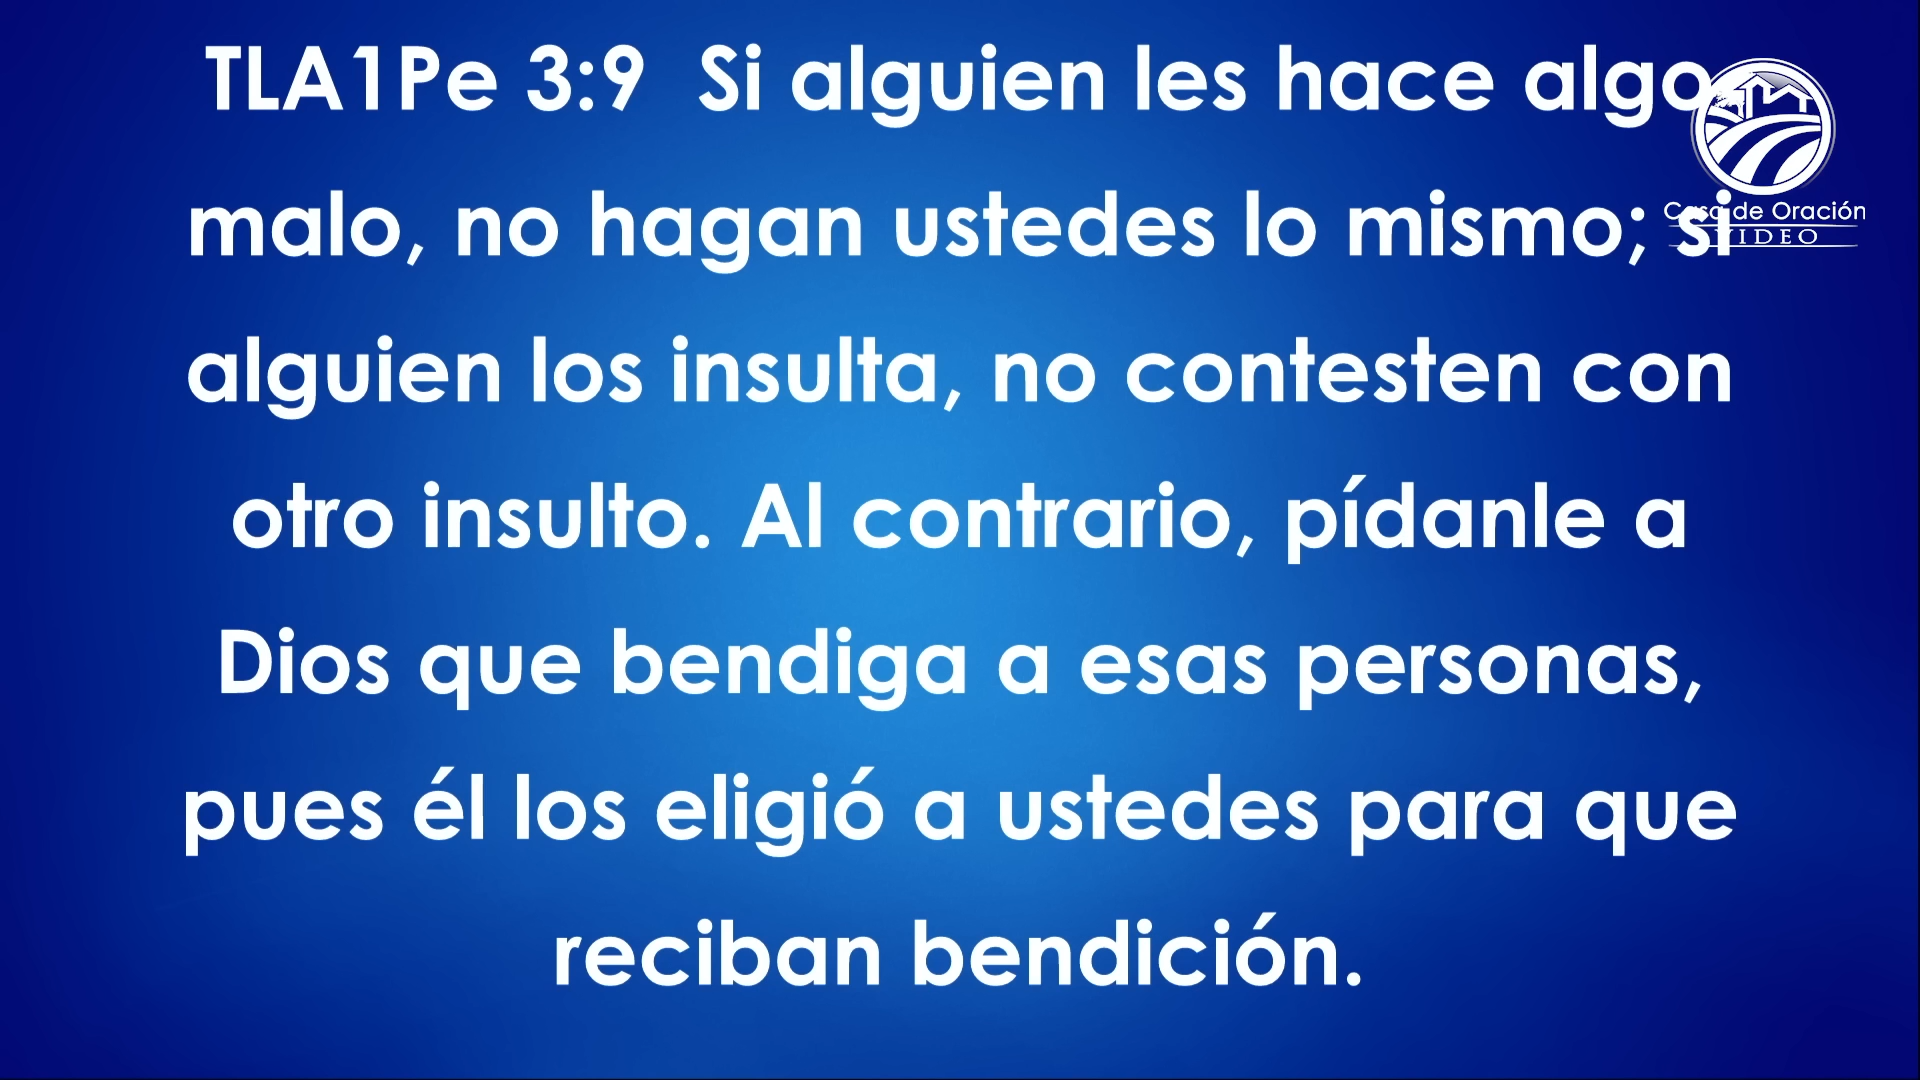 TLA1Pe 3:9  Si alguien les hace algo
malo, no hagan ustedes lo mismo; si
alguien los insulta, no contesten con
otro insulto. Al contrario, pídanle a
Dios que bendiga a esas personas,
pues él los eligió a ustedes para que
reciban bendición.
Casa de Oración
VIDEO